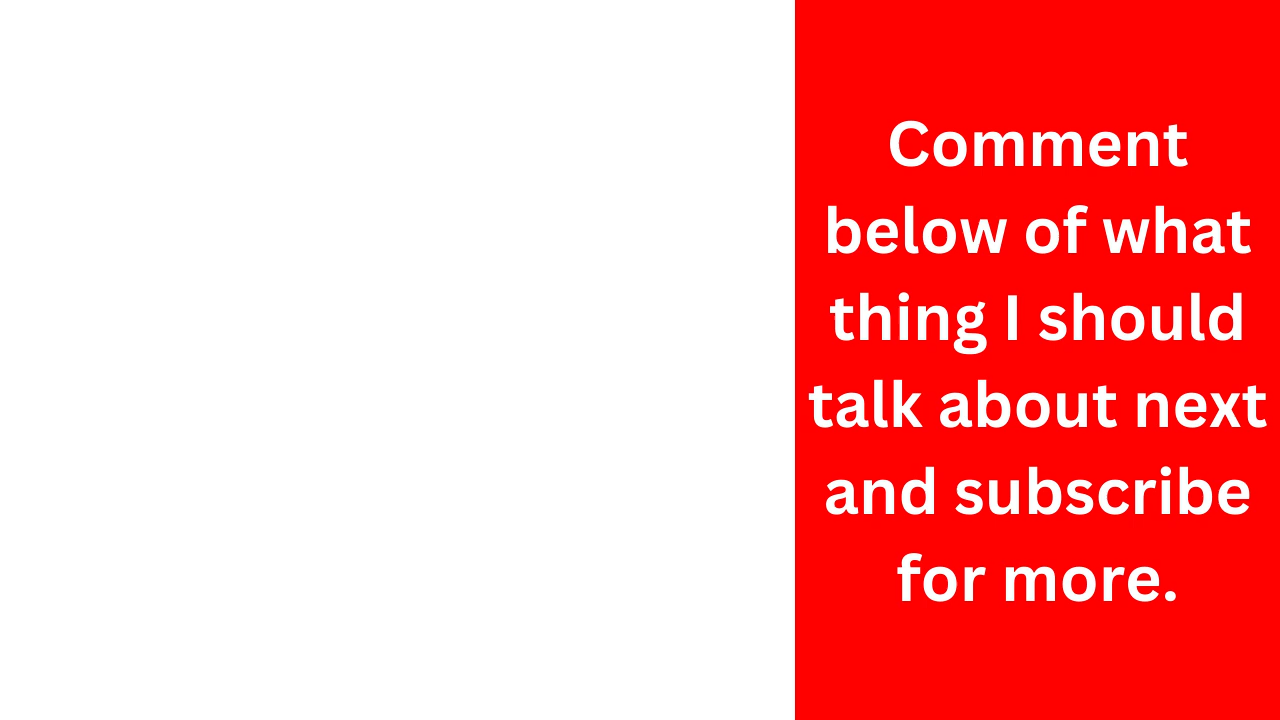 Comment
below of what
thing I should
talk about next
and subscribe
for more.